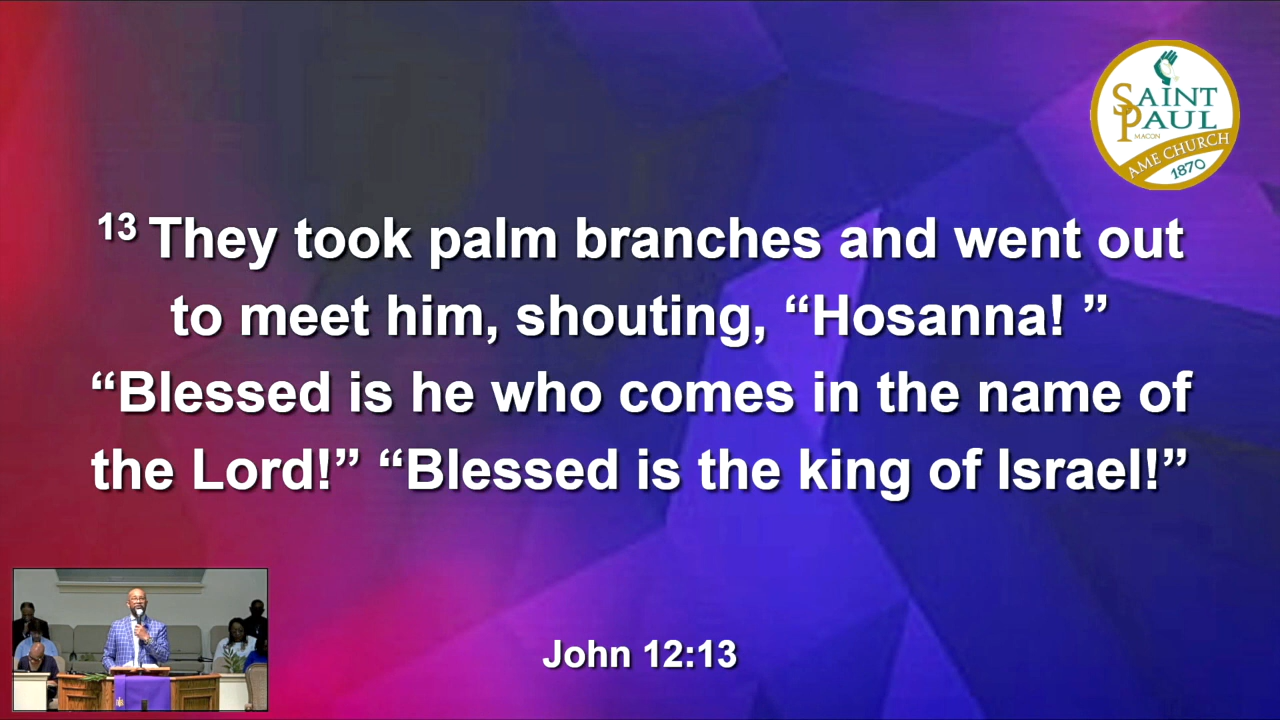 SAINT
PAUL
MACON
AME CHURCH
1870
13 They took palm branches and went out
to meet him, shouting, “Hosanna! ”
“Blessed is he who comes in the name of
the Lord!” “Blessed is the king of Israel!”
John 12:13